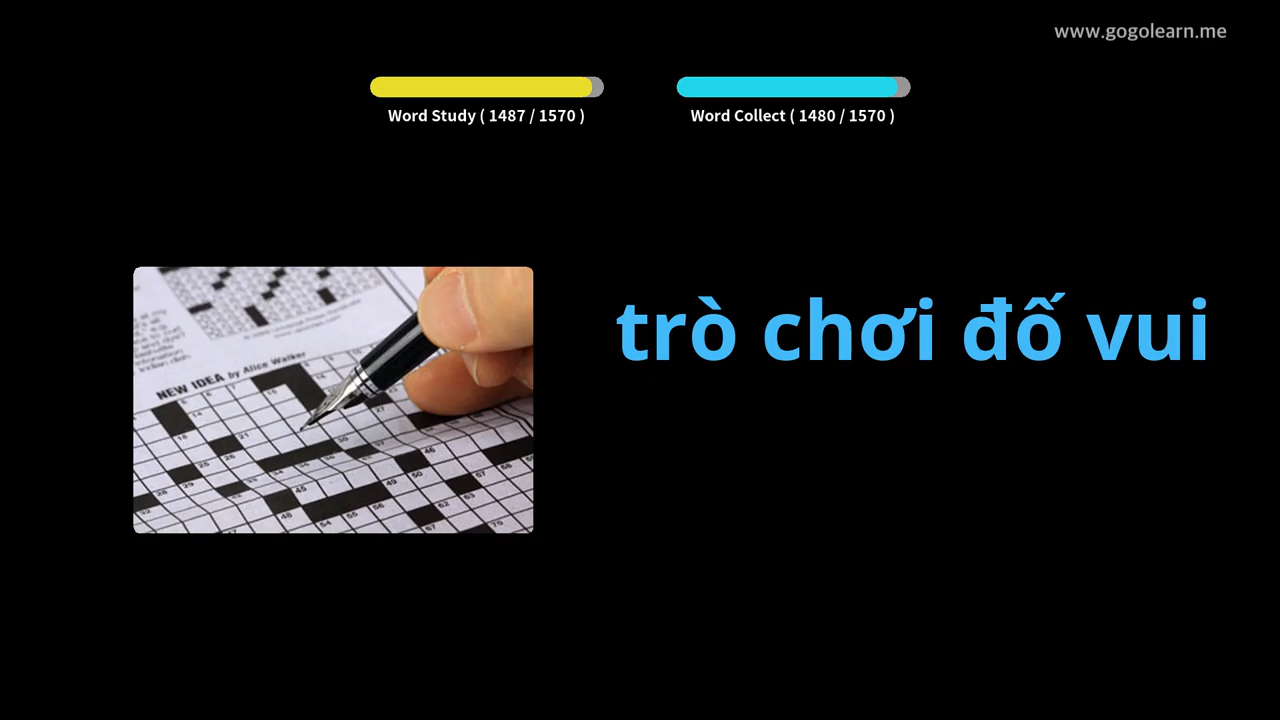 www.gogolearn.me
Word Study ( 1487 / 1570 )
Word Collect ( 1480 / 1570 )
trò chơi đố vui
NEW IDEA by Alice Walker